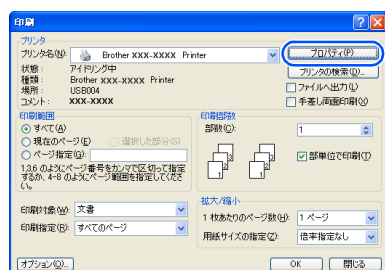 印刷
プリンタ
プリンタ名(N): Brother XXX-XXXX Printer プロパティ(P)
状態: アイドリング中 プリンタの検索(D)...
種類: Brother XXX-XXXX Printer
場所: USB004 ファイルへ出力(L)
コメント: XXX-XXXX 手差し両面印刷(X)
印刷範囲 印刷部数
すべて(A) 部数(C): 1
現在のページ(E) 選択した部分(S)
ページ指定(G): 部単位で印刷(T)
1,3,6 のようにページ番号をカンマで区切って指定
するか、4-8 のようにページ範囲を指定してくださ
い。
拡大/縮小
印刷対象(W): 文書 1 枚あたりのページ数(H): 1 ページ
印刷指定(R): すべてのページ 用紙サイズの指定(Z): 倍率指定なし
オプション(O)... OK 閉じる